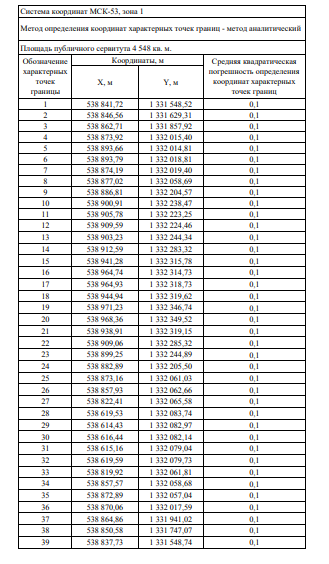 Система координат МСК-53, зона 1
Метод определения координат характерных точек границ - метод аналитический
Площадь публичного сервитута 4 548 кв. м.
Обозначение характерных точек границы Координаты, м Средняя квадратическая погрешность определения координат характерных точек границ
X, м Y, м
1 538 841,72 1 331 548,52 0,1
2 538 846,56 1 331 629,31 0,1
3 538 862,71 1 331 857,92 0,1
4 538 873,92 1 332 015,40 0,1
5 538 893,66 1 332 014,81 0,1
6 538 893,79 1 332 018,81 0,1
7 538 874,19 1 332 019,40 0,1
8 538 877,02 1 332 058,69 0,1
9 538 886,81 1 332 204,57 0,1
10 538 900,91 1 332 238,47 0,1
11 538 905,78 1 332 223,25 0,1
12 538 909,59 1 332 224,46 0,1
13 538 903,23 1 332 244,34 0,1
14 538 912,59 1 332 283,32 0,1
15 538 941,28 1 332 315,78 0,1
16 538 964,74 1 332 314,73 0,1
17 538 964,93 1 332 318,73 0,1
18 538 944,94 1 332 319,62 0,1
19 538 971,23 1 332 346,74 0,1
20 538 968,36 1 332 349,52 0,1
21 538 938,91 1 332 319,15 0,1
22 538 909,06 1 332 285,32 0,1
23 538 899,25 1 332 244,89 0,1
24 538 882,89 1 332 205,50 0,1
25 538 873,16 1 332 061,03 0,1
26 538 857,93 1 332 062,66 0,1
27 538 822,41 1 332 065,58 0,1
28 538 619,53 1 332 083,74 0,1
29 538 614,43 1 332 082,97 0,1
30 538 616,44 1 332 082,14 0,1
31 538 615,16 1 332 079,04 0,1
32 538 619,59 1 332 079,73 0,1
33 538 819,92 1 332 061,81 0,1
34 538 857,57 1 332 058,68 0,1
35 538 872,89 1 332 057,04 0,1
36 538 870,06 1 332 017,59 0,1
37 538 864,86 1 331 941,02 0,1
38 538 850,58 1 331 747,07 0,1
39 538 837,73 1 331 548,74 0,1